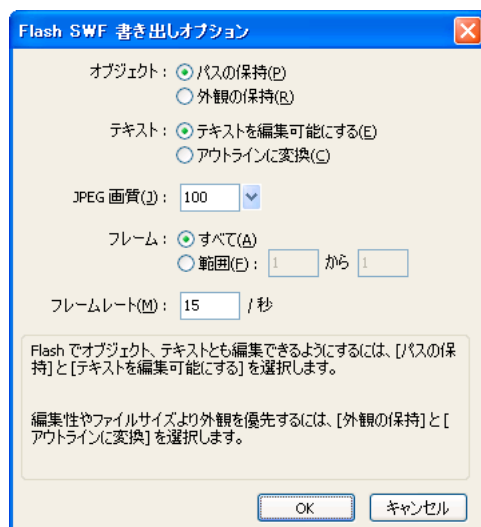 Flash SWF 書き出しオプション
オブジェクト： パスの保持(P)
外観の保持(R)
テキスト： テキストを編集可能にする(E)
アウトラインに変換(C)
JPEG 画質(J)： 100
フレーム： すべて(A)
範囲(F)： 1 から 1
フレームレート(M)： 15 / 秒
Flash でオブジェクト、テキストとも編集できるようにするには、[パスの保
持] と [テキストを編集可能にする] を選択します。
編集性やファイルサイズより外観を優先するには、[外観の保持] と [
アウトラインに変換] を選択します。
OK キャンセル